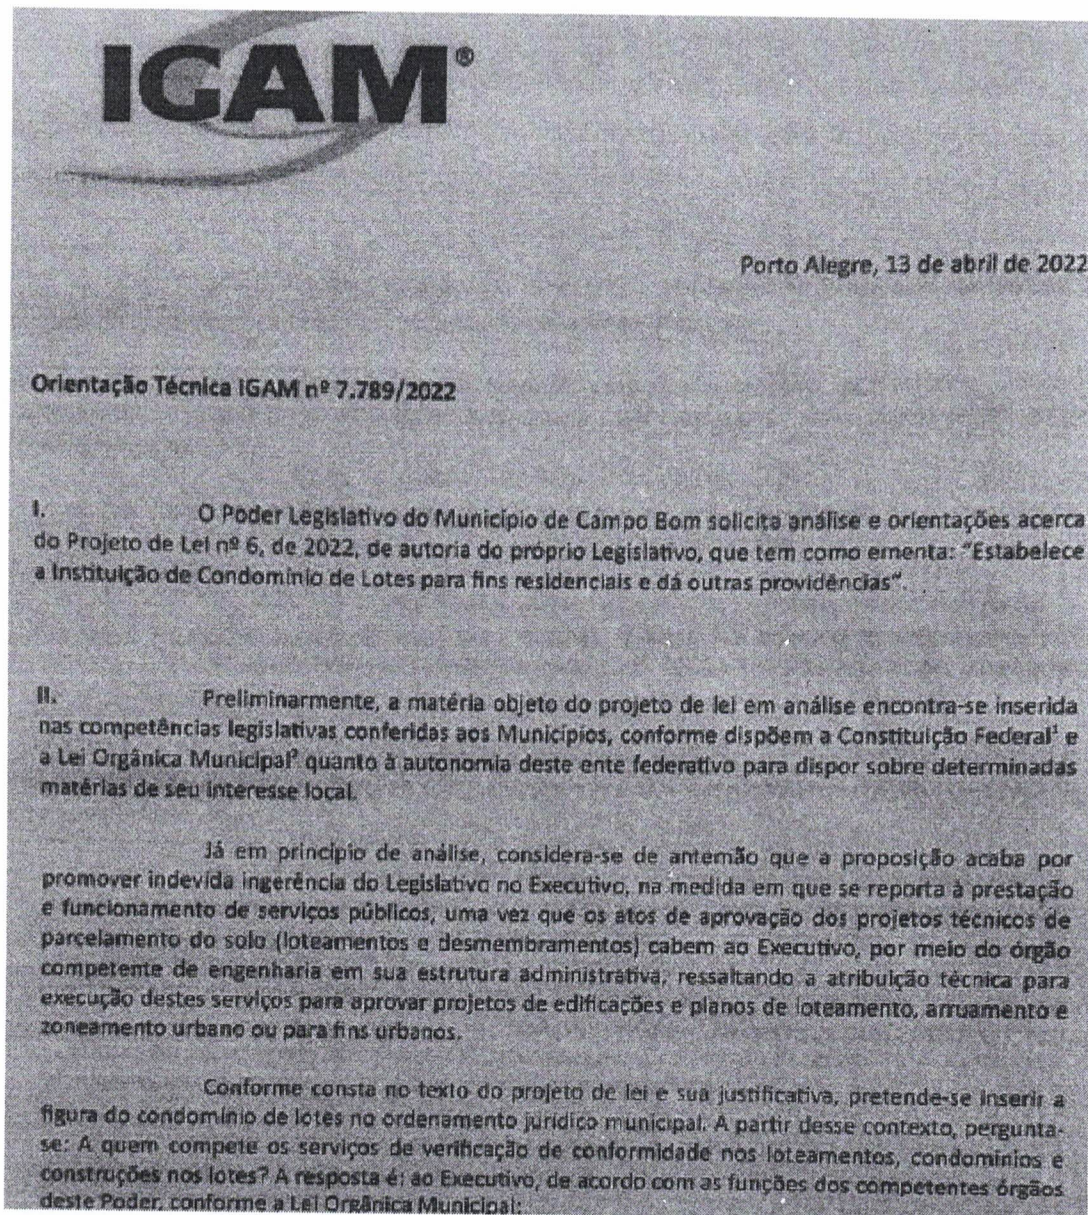 IGAM®
Porto Alegre, 13 de abril de 2022
Orientação Técnica IGAM nº 7.789/2022
I. O Poder Legislativo do Município de Campo Bom solicita análise e orientações acerca
do Projeto de Lei nº 6, de 2022, de autoria do próprio Legislativo, que tem como ementa: “Estabelece
a Instituição de Condomínio de Lotes para fins residenciais e dá outras providências”.
II. Preliminarmente, a matéria objeto do projeto de lei em análise encontra-se inserida
nas competências legislativas conferidas aos Municípios, conforme dispõem a Constituição Federal¹ e
a Lei Orgânica Municipal² quanto à autonomia deste ente federativo para dispor sobre determinadas
matérias de seu interesse local.
Já em princípio de análise, considera-se de antemão que a proposição acaba por
promover indevida ingerência do Legislativo no Executivo, na medida em que se reporta à prestação
e funcionamento de serviços públicos, uma vez que os atos de aprovação dos projetos técnicos de
parcelamento do solo (loteamentos e desmembramentos) cabem ao Executivo, por meio do órgão
competente de engenharia em sua estrutura administrativa, ressaltando a atribuição técnica para
execução destes serviços para aprovar projetos de edificações e planos de loteamento, arruamento e
zoneamento urbano ou para fins urbanos.
Conforme consta no texto do projeto de lei e sua justificativa, pretende-se inserir a
figura do condomínio de lotes no ordenamento jurídico municipal. A partir desse contexto, pergunta-
se: A quem compete os serviços de verificação de conformidade nos loteamentos, condomínios e
construções nos lotes? A resposta é: ao Executivo, de acordo com as funções dos competentes órgãos
deste Poder, conforme a Lei Orgânica Municipal: